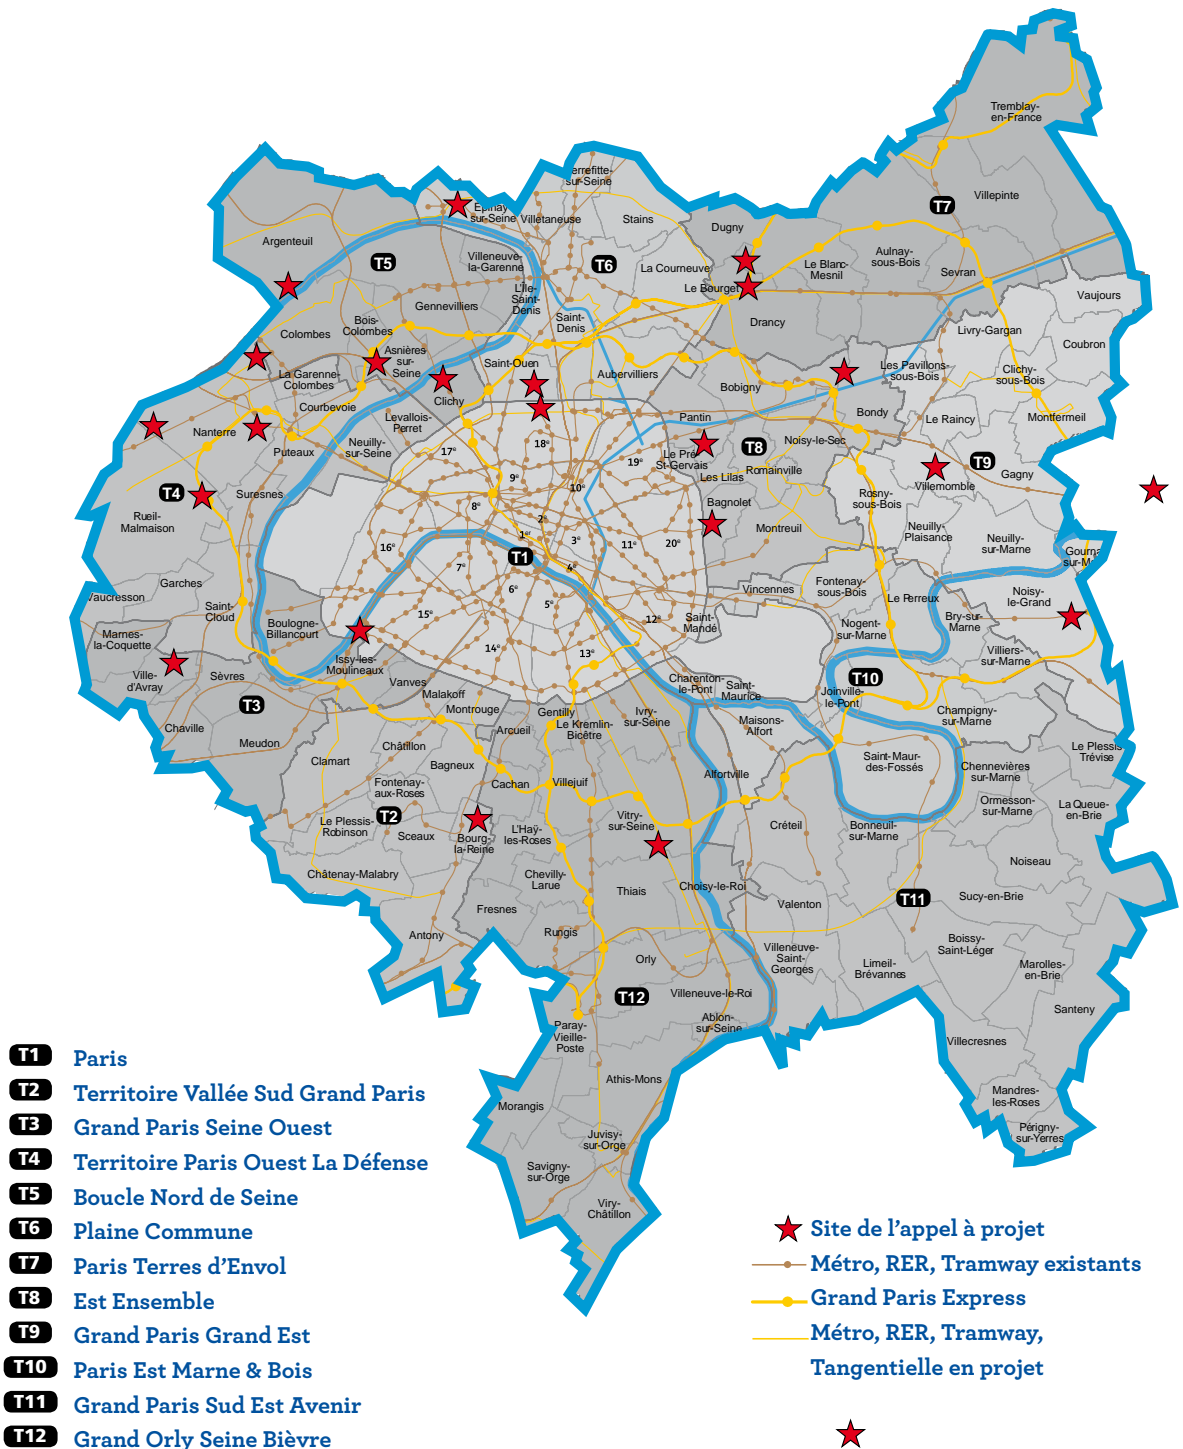 Tremblay-
en-France
T7
Villepinte
errefitte-
sur-Seine
Epinay-
sur-Seine
Villetaneuse
Stains
Dugny
Argenteuil
T5
Villeneuve-
la-Garenne
T6
La Courneuve
Le Blanc-
Mesnil
Aulnay-
sous-Bois
Sevran
Le Bourget
L'Île-
Saint-
Denis
Gennevilliers
Vaujours
Colombes
Bois-
Colombes
Saint-
Denis
Drancy
Livry-Gargan
Coubron
Asnières
sur-
Seine
Saint-Ouen
Aubervilliers
Les Pavillons-
sous-Bois
Clichy-
sous-Bois
La Garenne-
Colombes
Clichy
Bobigny
Courbevoie
Levallois-
Perret
Pantin
Bondy
Le Raincy
Montfermeil
Nanterre
Puteaux
Neuilly-
sur-Seine
17e
18e
19e
Le Pré-
St-Gervais
T8
Noisy-le-Sec
T9
Gagny
Les Lilas
Romainville
Villemomble
T4
Suresnes
9e
10e
Rosny-
sous-Bois
Rueil-
Malmaison
8e
2e
Bagnolet
Montreuil
Neuilly-
Plaisance
Neuilly-
sur-Marne
1er
3e
11e
20e
16e
T1
4e
7e
Gourna
sur-M
Garches
Vaucresson
6e
5e
Vincennes
Fontenay-
sous-Bois
Le Perreux
Noisy-
le-Grand
Saint-
Cloud
Boulogne-
Billancourt
15e
12e
Saint-
Mandé
Nogent-
sur-Marne
Bry-sur-
Marne
Marnes-
la-Coquette
14e
13e
Issy-les-
Moulineaux
Villiers-
sur-Marne
Ville-
d'Avray
Sèvres
Vanves
Malakoff
Charenton-
le-Pont
Saint-
Maurice
T10
Joinville-
le-Pont
T3
Montrouge
Gentilly
Le Kremlin-
Bicêtre
Ivry-
sur-Seine
Maisons-
Alfort
Champigny-
sur-Marne
Chaville
Meudon
Arcueil
Châtillon
Clamart
Bagneux
Cachan
Villejuif
Alfortville
Saint-Maur-
des-Fossés
Chennevières
sur-Marne
Le Plessis
Trévise
Fontenay-
aux-Roses
T2
Le Plessis-
Robinson
Sceaux
Bourg-
la-Reine
L'Haÿ-
les-Roses
Vitry-
sur-Seine
Créteil
Bonneuil-
sur-Marne
Ormesson-
sur-Marne
La Queue-
en-Brie
Châtenay-Malabry
Chevilly-
Larue
Thiais
Choisy-le-Roi
Noiseau
Valenton
T11
Sucy-en-Brie
Fresnes
Rungis
Antony
Orly
Villeneuve-
Saint-
Georges
Limeil-
Brévannes
Boissy-
Saint-Léger
Marolles-
en-Brie
T12
Villeneuve-le-Roi
Santeny
Paray-
Vieille-
Poste
Ablon-
sur-Seine
Villecresnes
Athis-Mons
Mandres-
les-Roses
Morangis
Périgny-
sur-Yerres
Juvisy-
sur-Orge
Savigny-
sur-Orge
Viry-
Châtillon
T1 Paris
T2 Territoire Vallée Sud Grand Paris
T3 Grand Paris Seine Ouest
T4 Territoire Paris Ouest La Défense
T5 Boucle Nord de Seine
T6 Plaine Commune
T7 Paris Terres d'Envol
T8 Est Ensemble
T9 Grand Paris Grand Est
T10 Paris Est Marne & Bois
T11 Grand Paris Sud Est Avenir
T12 Grand Orly Seine Bièvre
Site de l'appel à projet
Métro, RER, Tramway existants
Grand Paris Express
Métro, RER, Tramway,
Tangentielle en projet